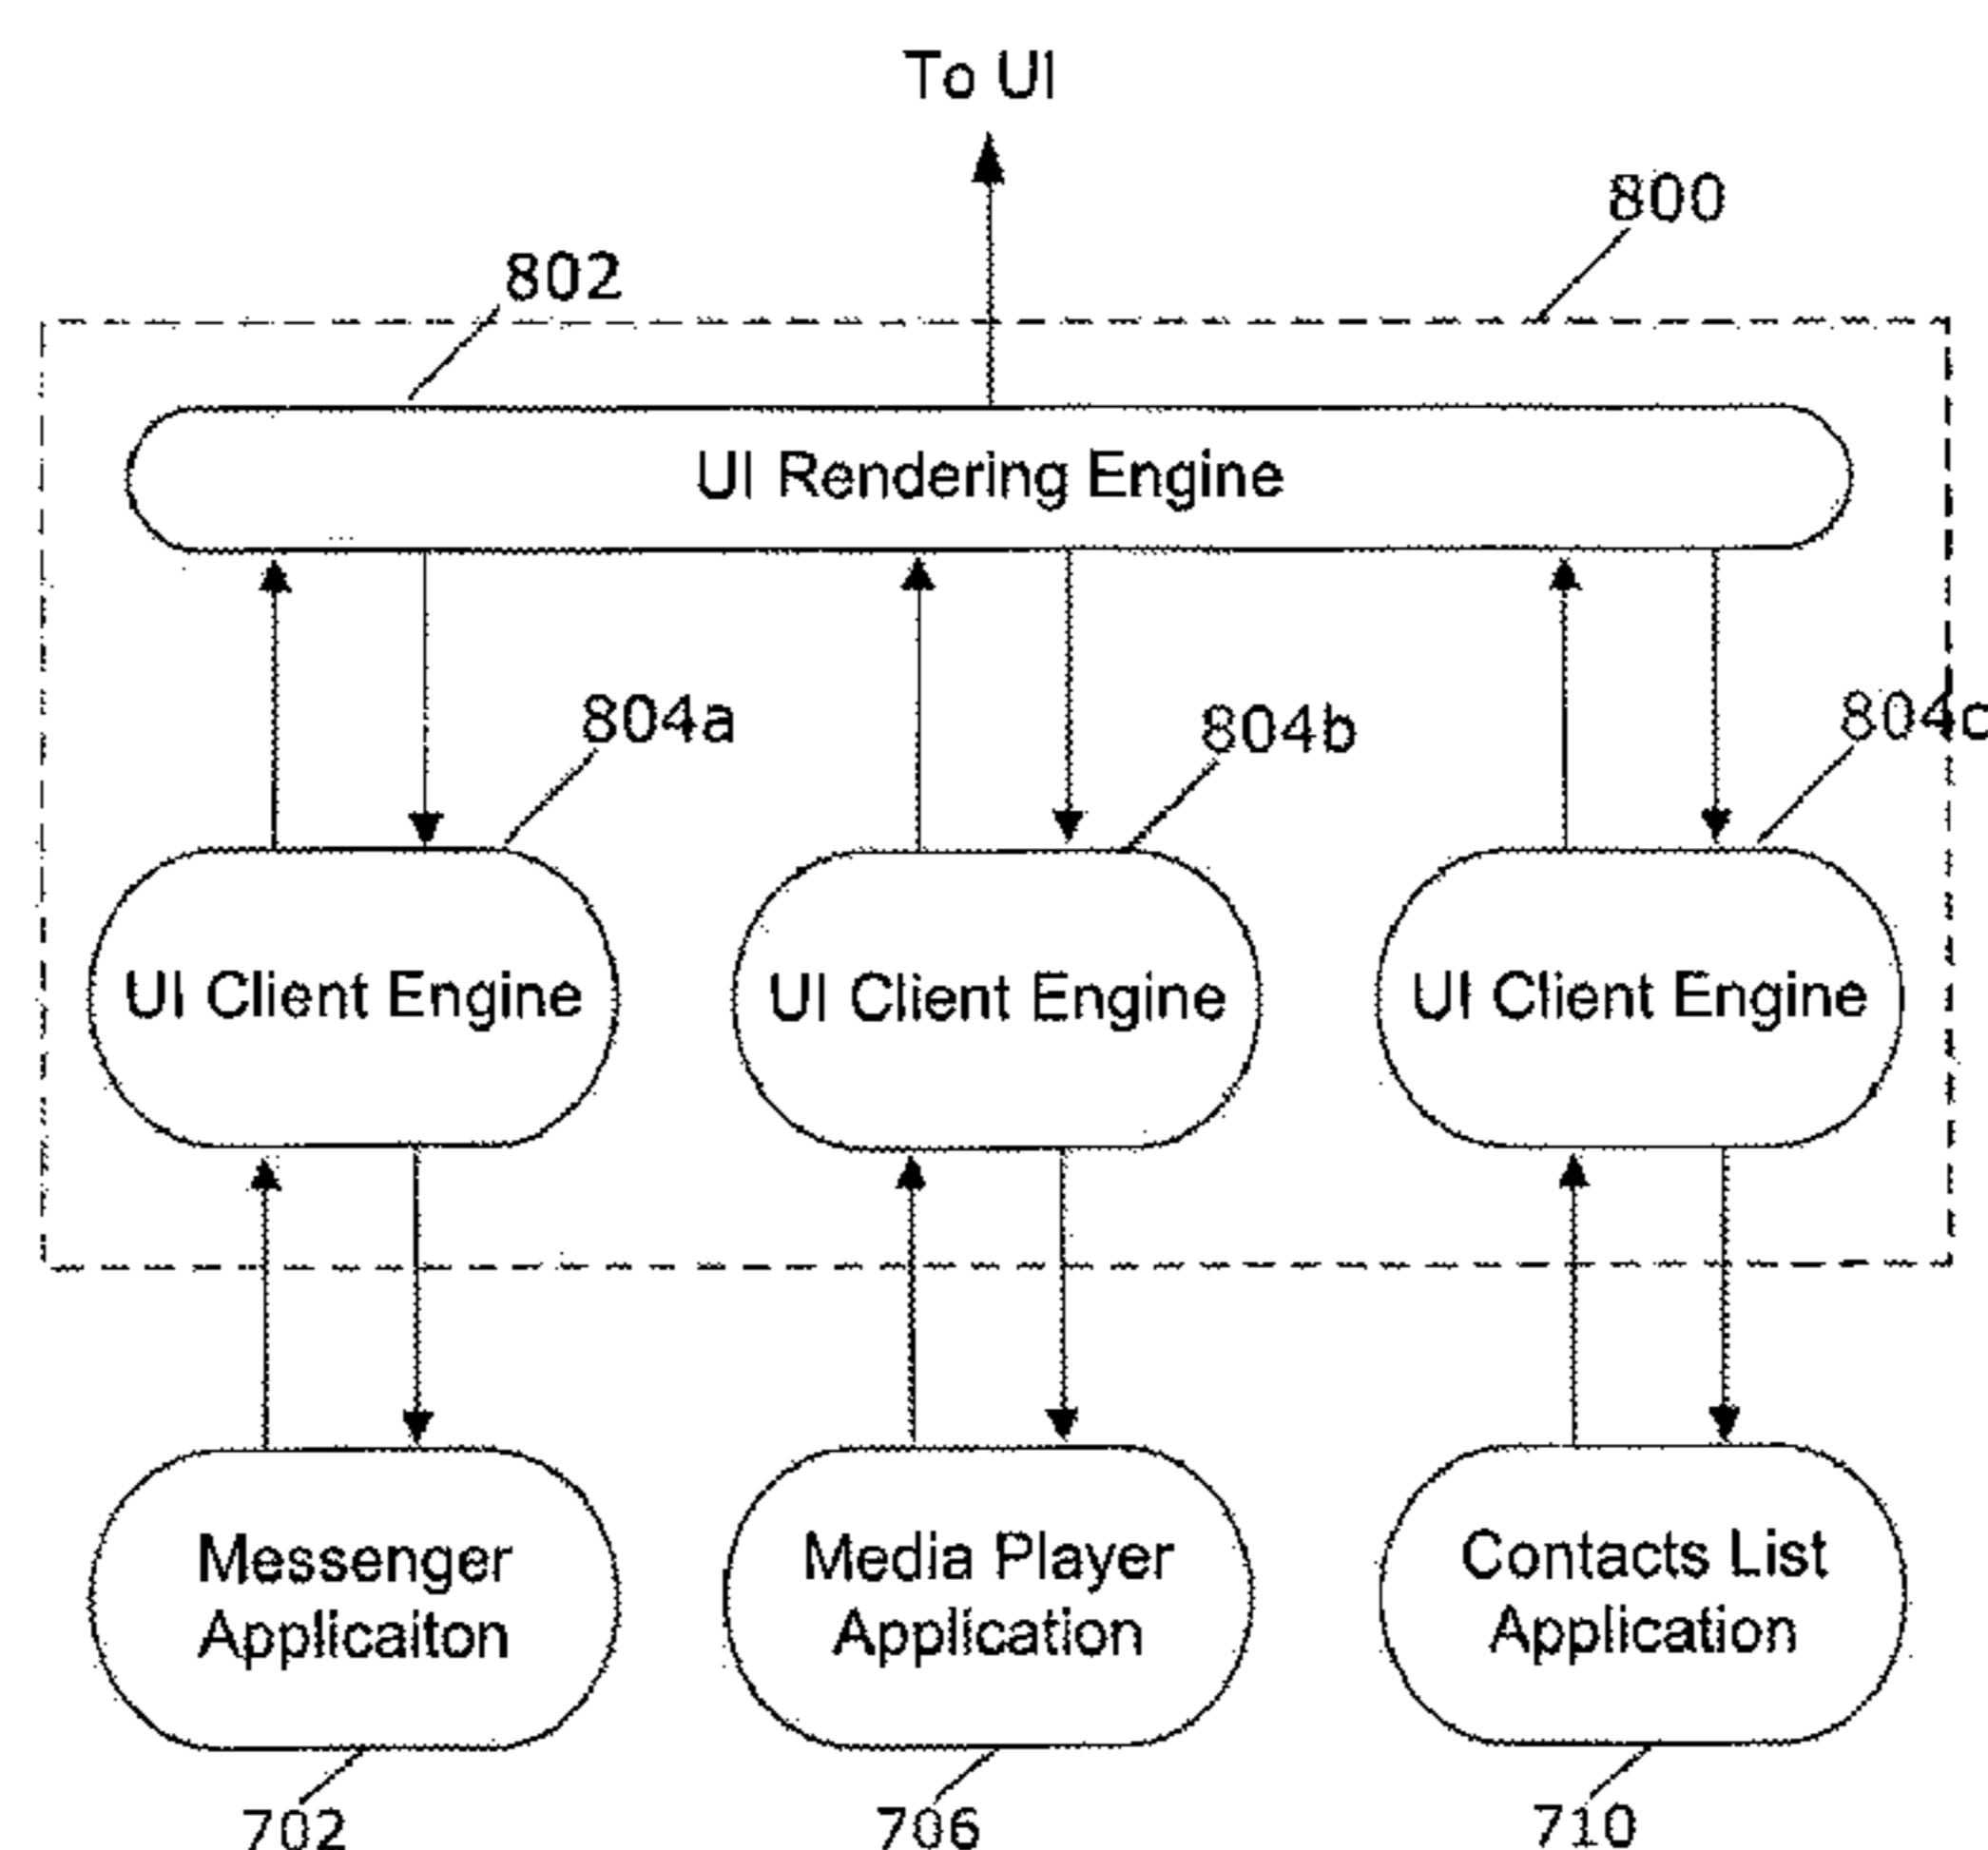 To UI
800
802
UI Rendering Engine
804a
804b
804c
UI Client Engine
UI Client Engine
UI Client Engine
Messenger
Applicaiton
Media Player
Application
Contacts List
Application
702
706
710